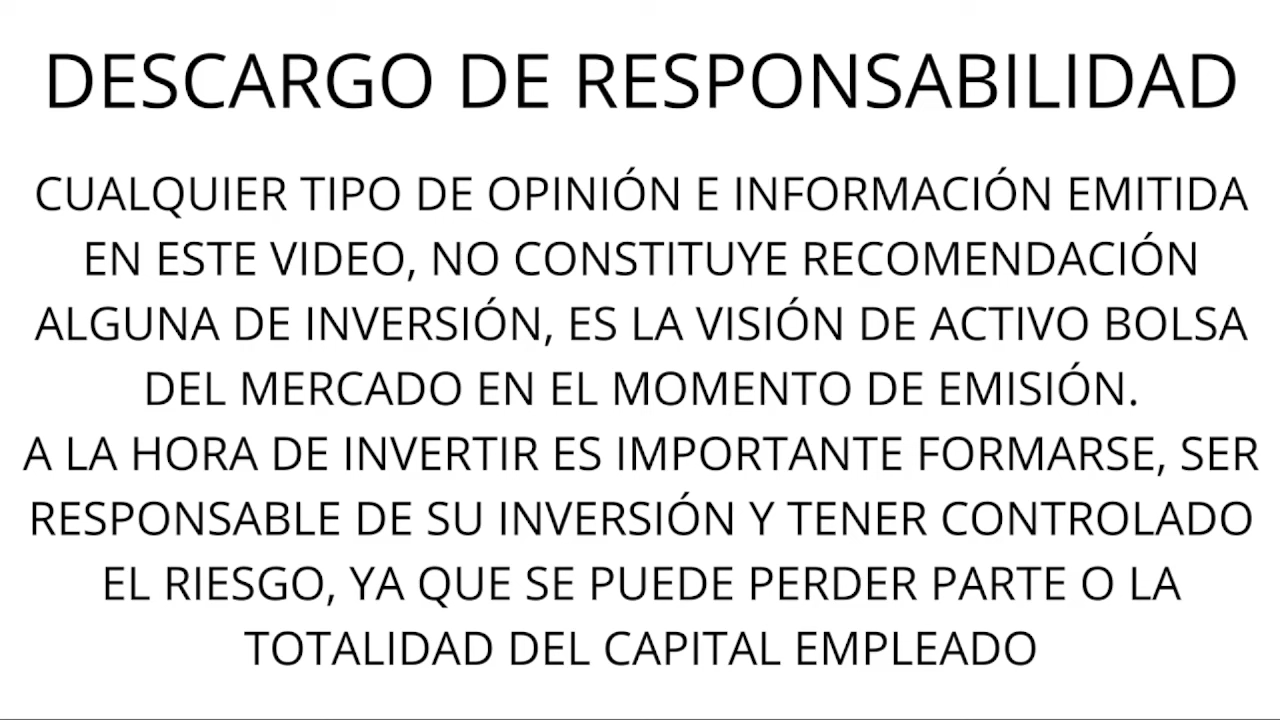 DESCARGO DE RESPONSABILIDAD
CUALQUIER TIPO DE OPINIÓN E INFORMACIÓN EMITIDA
EN ESTE VIDEO, NO CONSTITUYE RECOMENDACIÓN
ALGUNA DE INVERSIÓN, ES LA VISIÓN DE ACTIVO BOLSA
DEL MERCADO EN EL MOMENTO DE EMISIÓN.
A LA HORA DE INVERTIR ES IMPORTANTE FORMARSE, SER
RESPONSABLE DE SU INVERSIÓN Y TENER CONTROLADO
EL RIESGO, YA QUE SE PUEDE PERDER PARTE O LA
TOTALIDAD DEL CAPITAL EMPLEADO